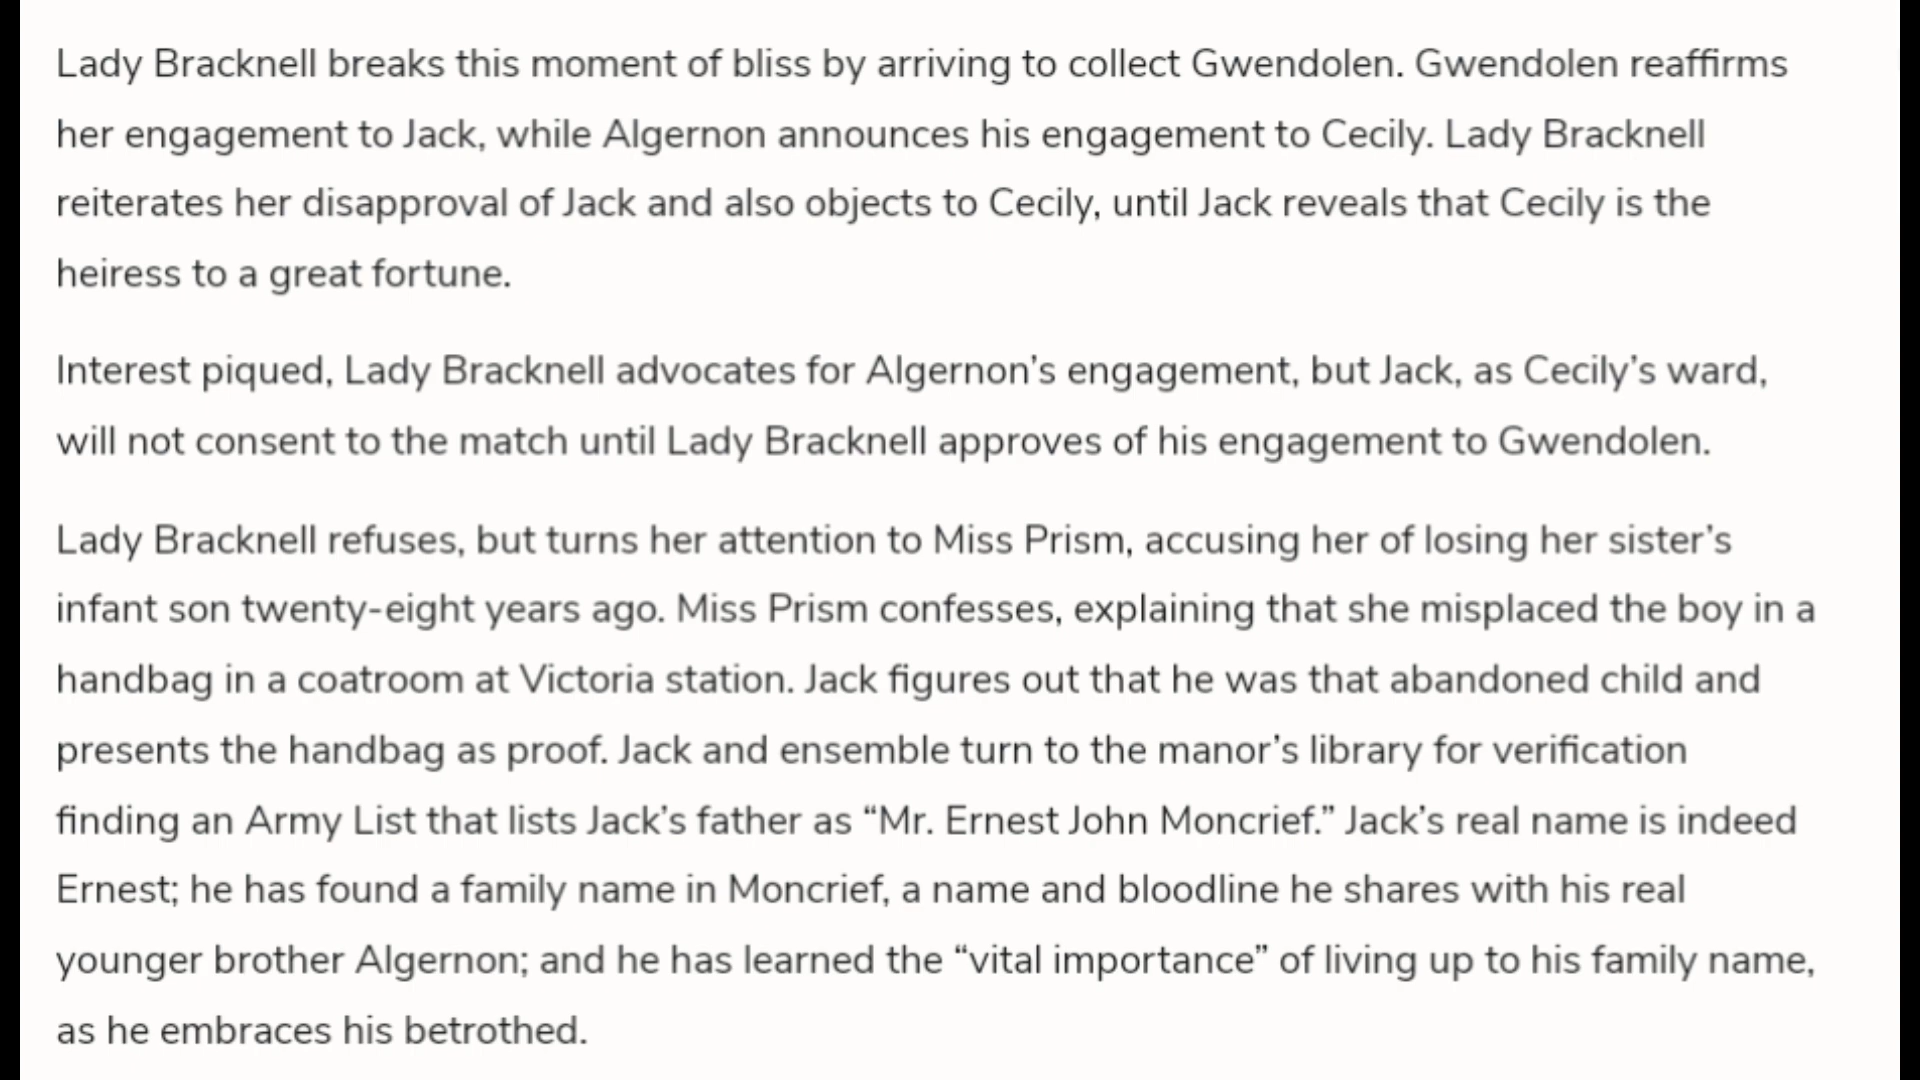 Lady Bracknell breaks this moment of bliss by arriving to collect Gwendolen. Gwendolen reaffirms
her engagement to Jack, while Algernon announces his engagement to Cecily. Lady Bracknell
reiterates her disapproval of Jack and also objects to Cecily, until Jack reveals that Cecily is the
heiress to a great fortune.
Interest piqued, Lady Bracknell advocates for Algernon’s engagement, but Jack, as Cecily’s ward,
will not consent to the match until Lady Bracknell approves of his engagement to Gwendolen.
Lady Bracknell refuses, but turns her attention to Miss Prism, accusing her of losing her sister’s
infant son twenty-eight years ago. Miss Prism confesses, explaining that she misplaced the boy in a
handbag in a coatroom at Victoria station. Jack figures out that he was that abandoned child and
presents the handbag as proof. Jack and ensemble turn to the manor’s library for verification
finding an Army List that lists Jack’s father as “Mr. Ernest John Moncrief.” Jack’s real name is indeed
Ernest; he has found a family name in Moncrief, a name and bloodline he shares with his real
younger brother Algernon; and he has learned the “vital importance” of living up to his family name,
as he embraces his betrothed.